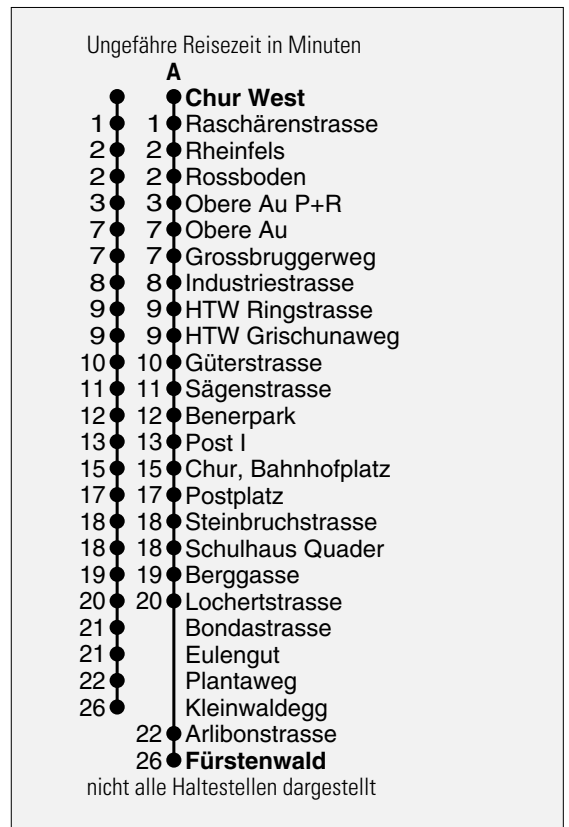 Ungefähre Reisezeit in Minuten
A
Chur West
1 1 Raschärenstrasse
2 2 Rheinfels
2 2 Rossboden
3 3 Obere Au P+R
7 7 Obere Au
7 7 Grossbruggerweg
8 8 Industriestrasse
9 9 HTW Ringstrasse
9 9 HTW Grischunaweg
10 10 Güterstrasse
11 11 Sägenstrasse
12 12 Benerpark
13 13 Post I
15 15 Chur, Bahnhofplatz
17 17 Postplatz
18 18 Steinbruchstrasse
18 18 Schulhaus Quader
19 19 Berggasse
20 20 Lochertstrasse
21 Bondastrasse
21 Eulengut
22 Plantaweg
26 Kleinwaldegg
22 Arlibonstrasse
26 Fürstenwald
nicht alle Haltestellen dargestellt